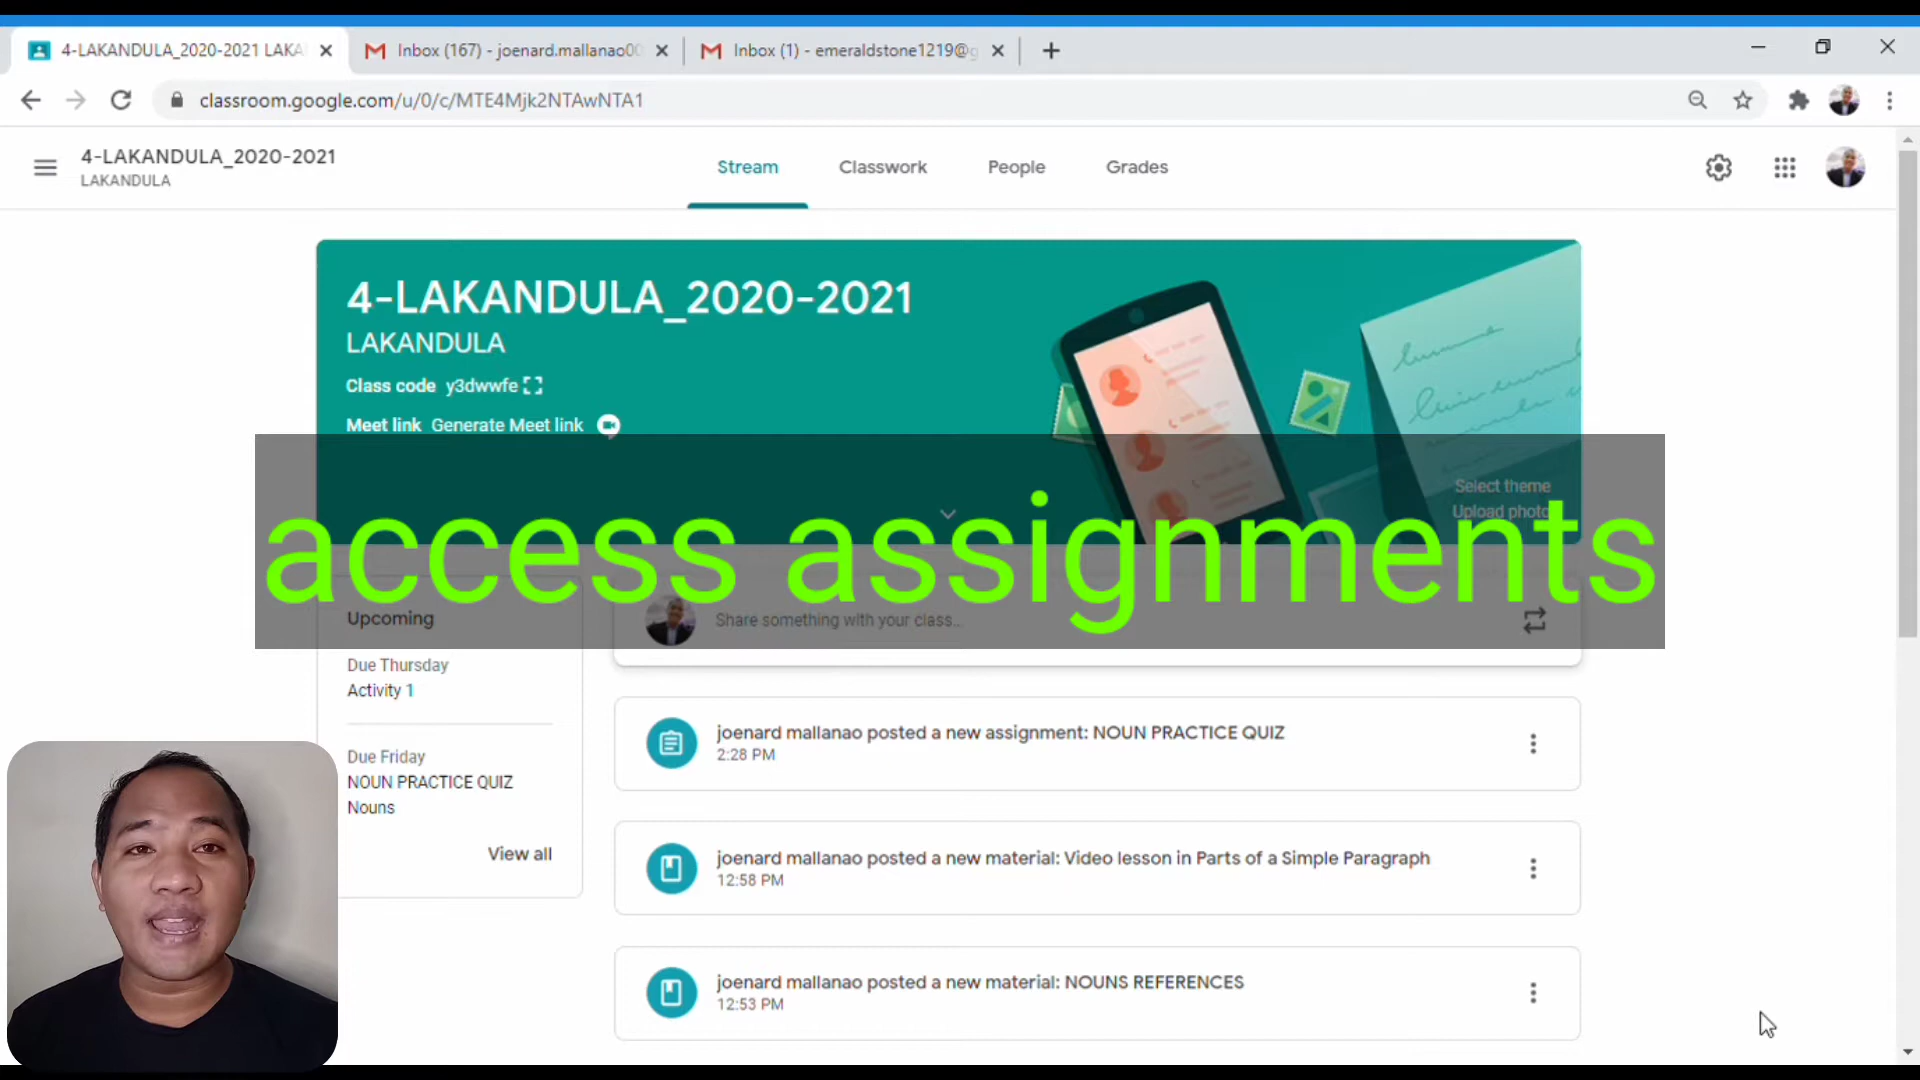 4-LAKANDULA_2020-2021 LAKA
Inbox (167) - joenard.mallanao00
Inbox (1) - emeraldstone1219@g
classroom.google.com/u/0/c/MTE4Mjk2NTAwNTA1
4-LAKANDULA_2020-2021
LAKANDULA
Stream
Classwork
People
Grades
4-LAKANDULA_2020-2021
LAKANDULA
Class code y3dwwfe
Meet link Generate Meet link
Select theme
Upload photo
access assignments
Upcoming
Share something with your class...
Due Thursday
Activity 1
Due Friday
NOUN PRACTICE QUIZ
Nouns
View all
joenard mallanao posted a new assignment: NOUN PRACTICE QUIZ
2:28 PM
joenard mallanao posted a new material: Video lesson in Parts of a Simple Paragraph
12:58 PM
joenard mallanao posted a new material: NOUNS REFERENCES
12:53 PM